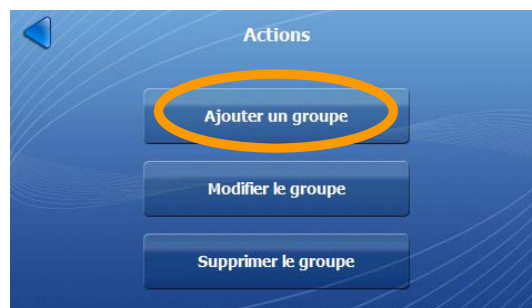 Actions
Ajouter un groupe
Modifier le groupe
Supprimer le groupe